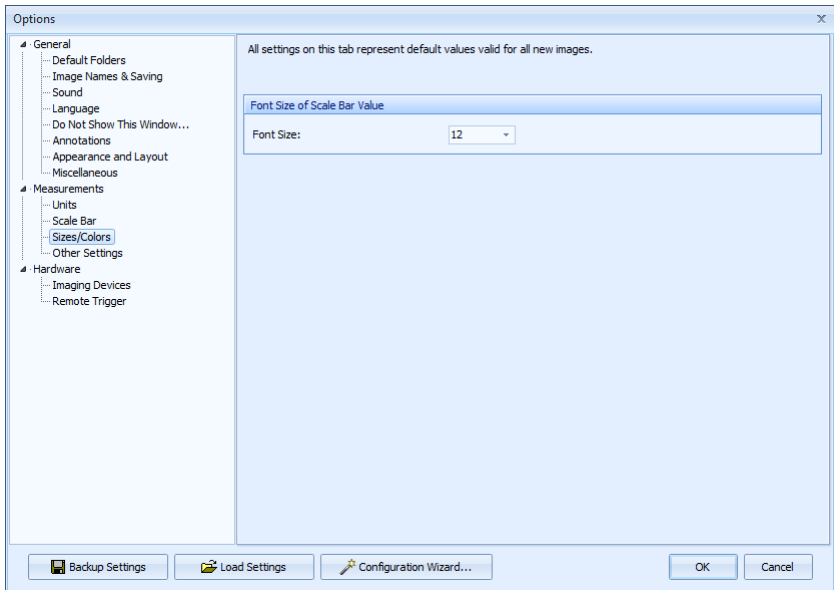 Options
General
Default Folders
Image Names & Saving
Sound
Language
Do Not Show This Window...
Annotations
Appearance and Layout
Miscellaneous
Measurements
Units
Scale Bar
Sizes/Colors
Other Settings
Hardware
Imaging Devices
Remote Trigger
All settings on this tab represent default values valid for all new images.
Font Size of Scale Bar Value
Font Size: 12
Backup Settings Load Settings Configuration Wizard... OK Cancel